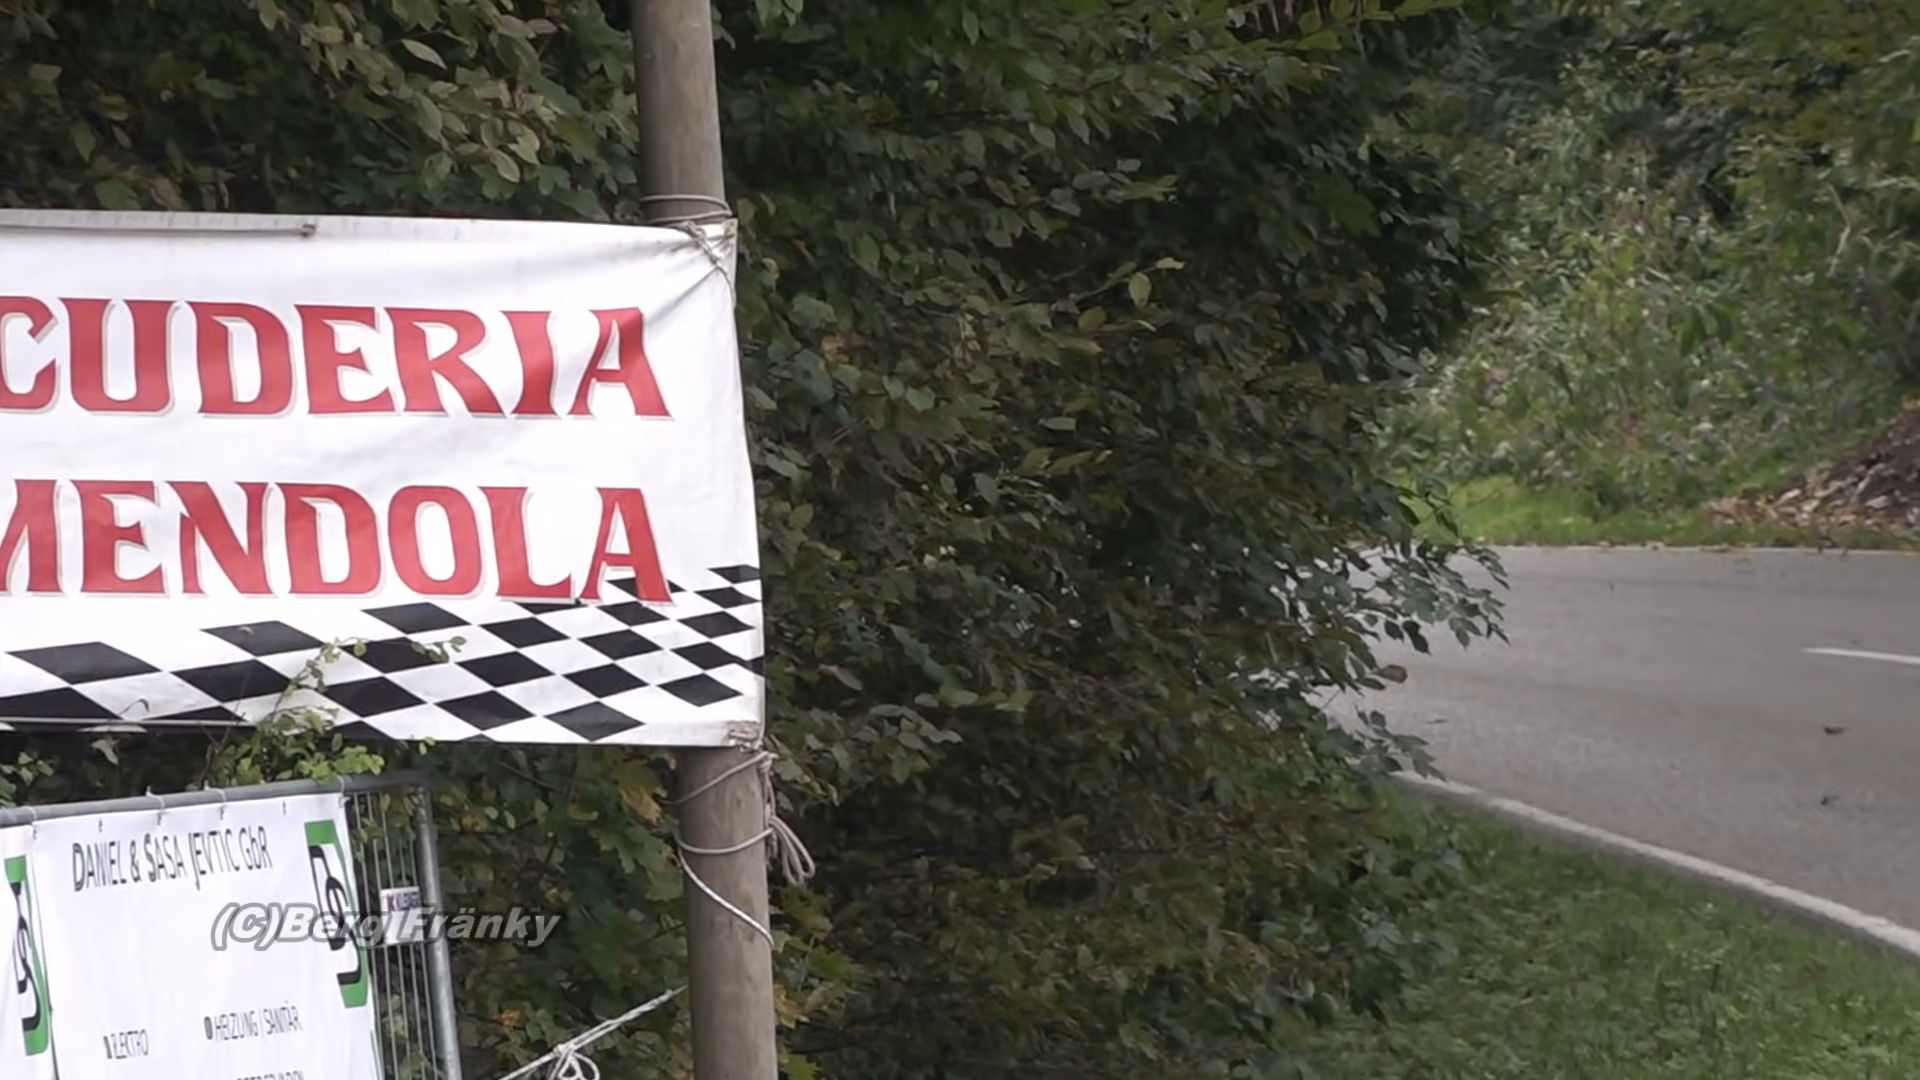 CUDERIA
MENDOLA
DANIEL & SASA JEVTIC GbR
(C)BergiFränky
ELEKTRO
HEIZUNG / SANITÄR